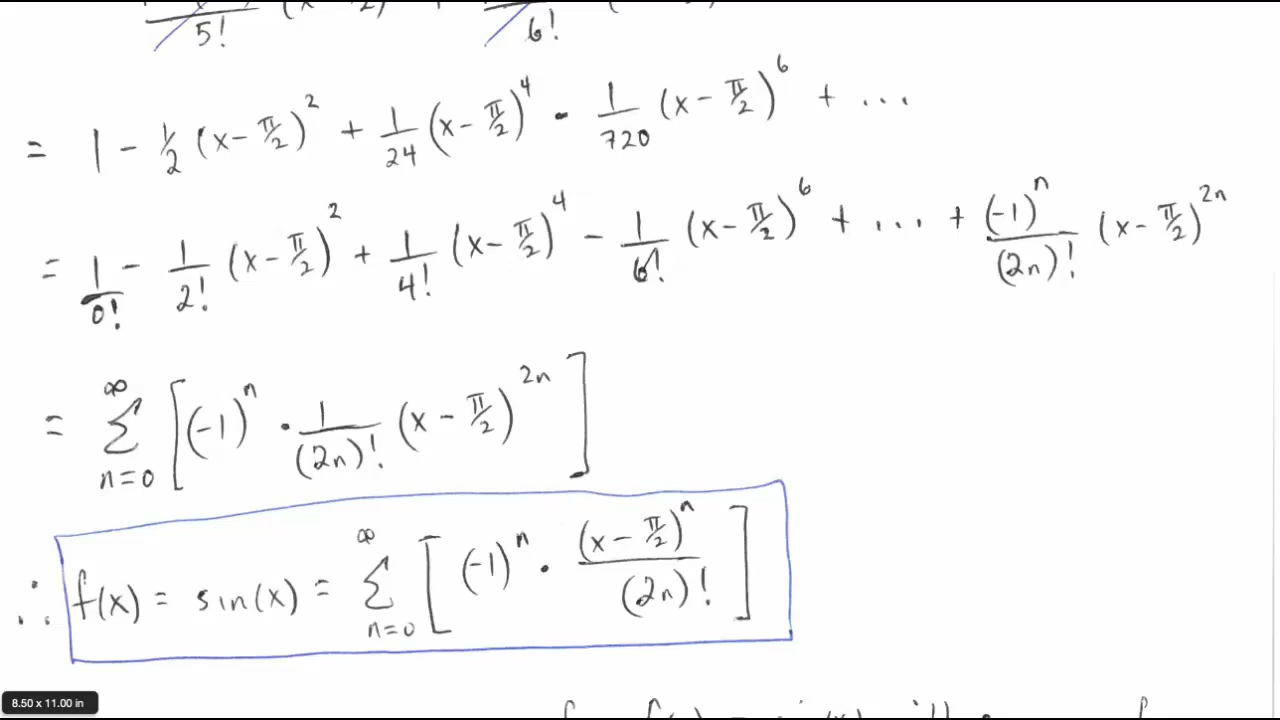 5! (x - 2) 6!
= 1 - 1/2 (x - π/2)^2 + 1/24 (x - π/2)^4 - 1/720 (x - π/2)^6 + ...
= 1/0! - 1/2! (x - π/2)^2 + 1/4! (x - π/2)^4 - 1/6! (x - π/2)^6 + ... + (-1)^n/(2n)! (x - π/2)^2n
= ∞ Σ n=0 [(-1)^n · 1/(2n)! (x - π/2)^2n]
∴ f(x) = sin(x) = ∞ Σ n=0 [(-1)^n · (x - π/2)^n/(2n)!]
8.50 x 11.00 in